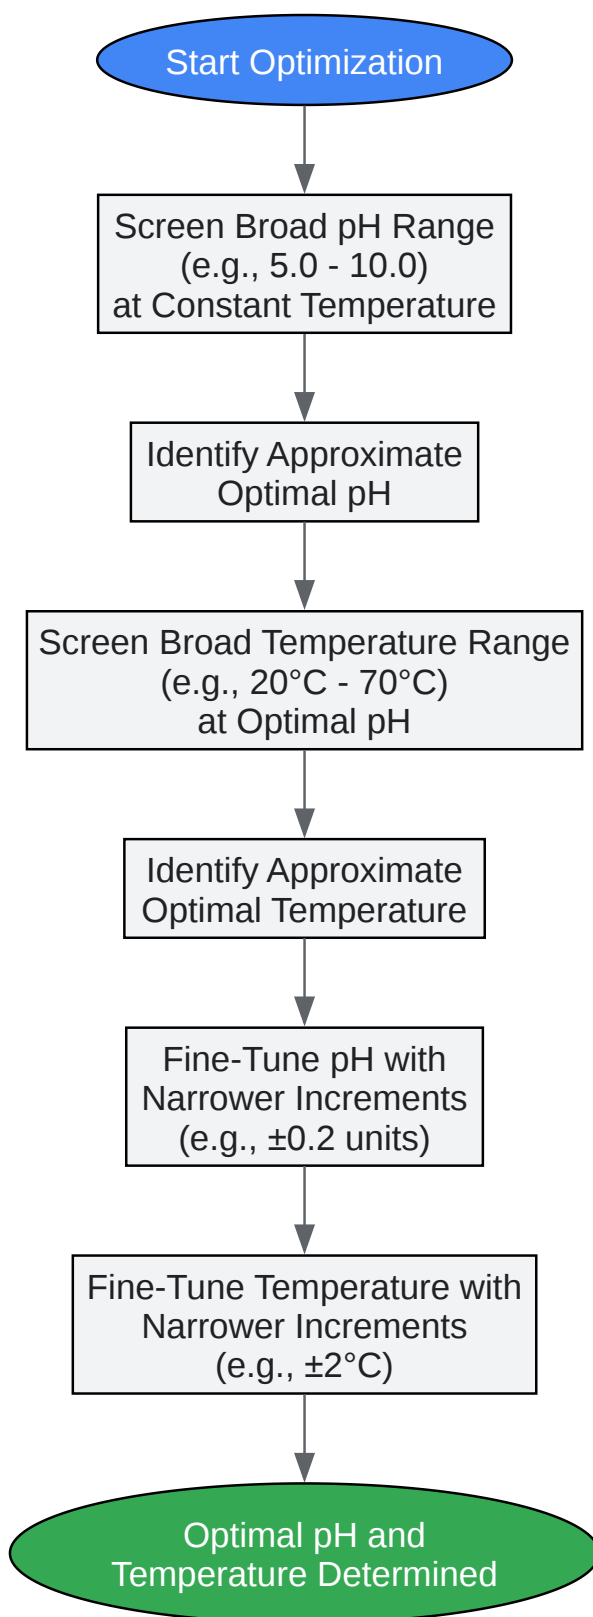 Start Optimization
Screen Broad pH Range
(e.g., 5.0 - 10.0)
at Constant Temperature
Identify Approximate
Optimal pH
Screen Broad Temperature Range
(e.g., 20°C - 70°C)
at Optimal pH
Identify Approximate
Optimal Temperature
Fine-Tune pH with
Narrower Increments
(e.g., ±0.2 units)
Fine-Tune Temperature with
Narrower Increments
(e.g., ±2°C)
Optimal pH and
Temperature Determined